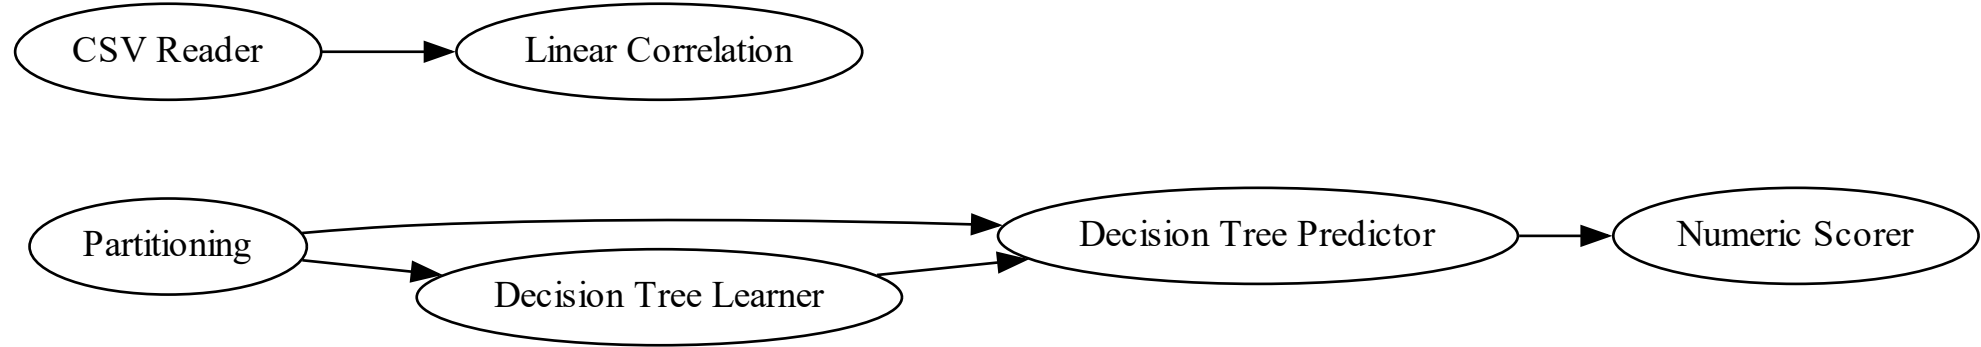 CSV Reader
Linear Correlation
Partitioning
Decision Tree Learner
Decision Tree Predictor
Numeric Scorer